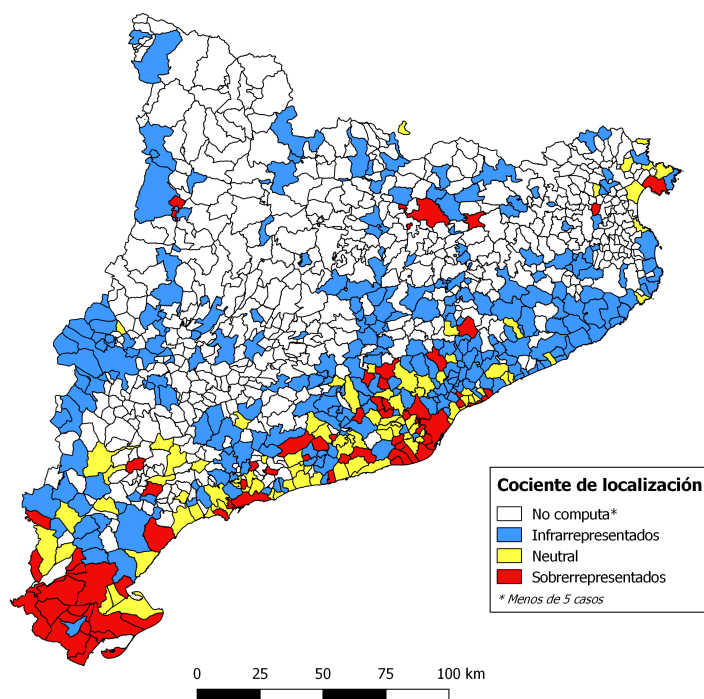 Cociente de localización
No computa*
Infrarrepresentados
Neutral
Sobrerrepresentados
* Menos de 5 casos
0 25 50 75 100 km